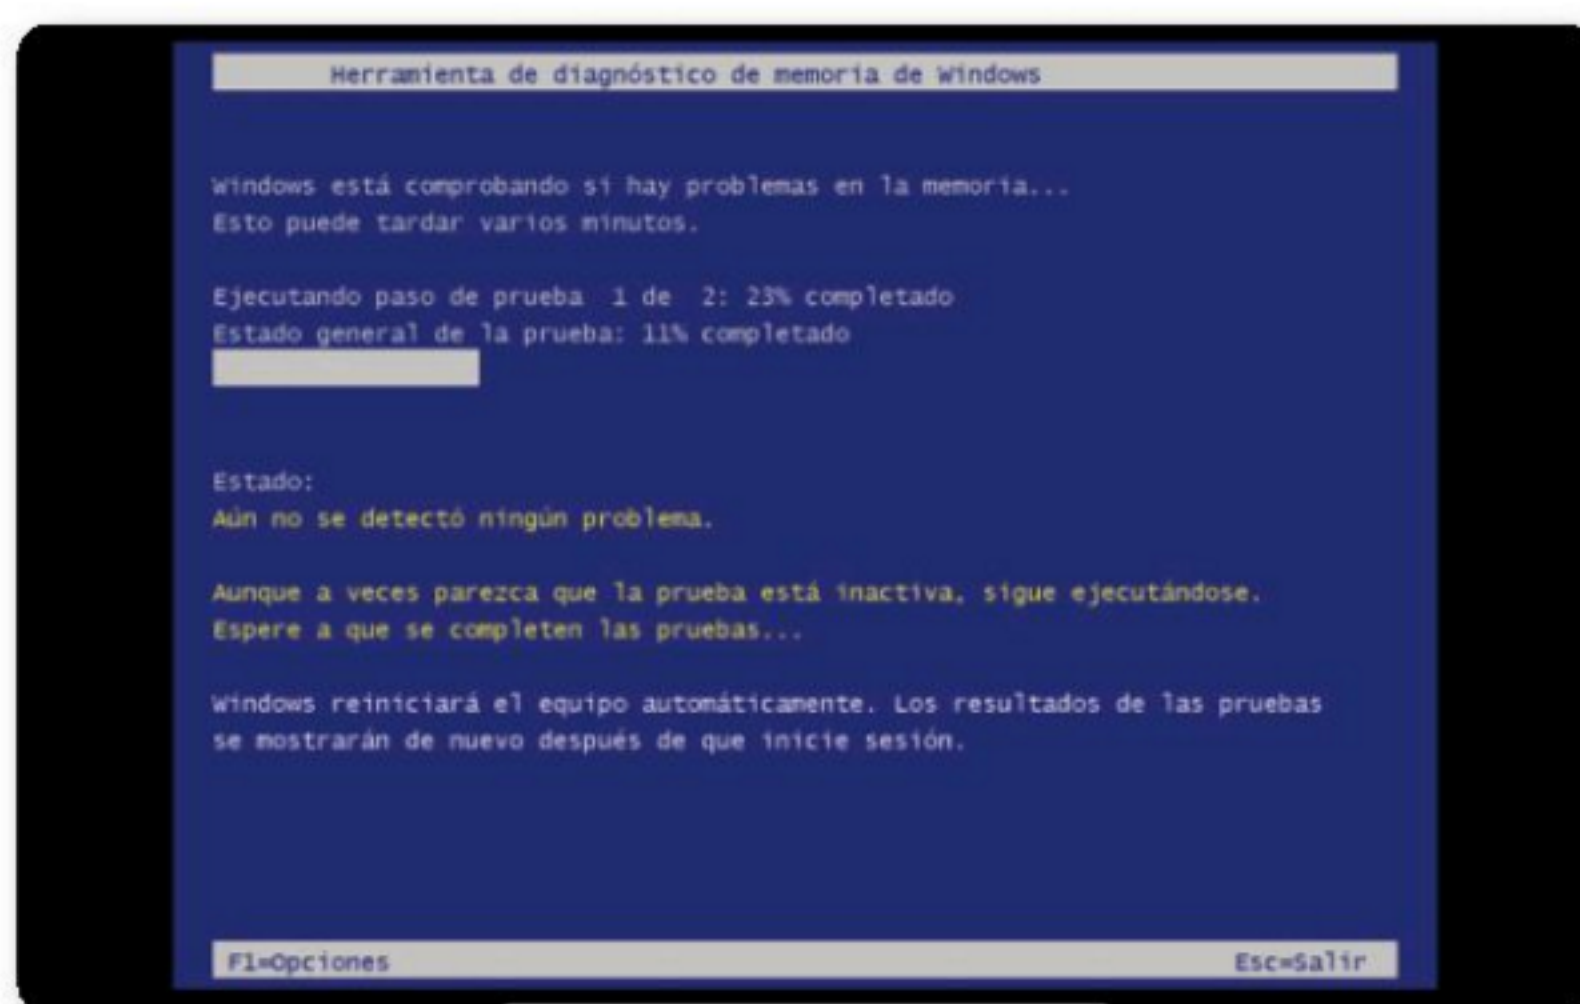 Herramienta de diagnóstico de memoria de Windows
Windows está comprobando si hay problemas en la memoria...
Esto puede tardar varios minutos.
Ejecutando paso de prueba  1 de  2: 23% completado
Estado general de la prueba: 11% completado
Estado:
Aún no se detectó ningún problema.
Aunque a veces parezca que la prueba está inactiva, sigue ejecutándose.
Espere a que se completen las pruebas...
Windows reiniciará el equipo automáticamente. Los resultados de las pruebas
se mostrarán de nuevo después de que inicie sesión.
F1=Opciones Esc=Salir